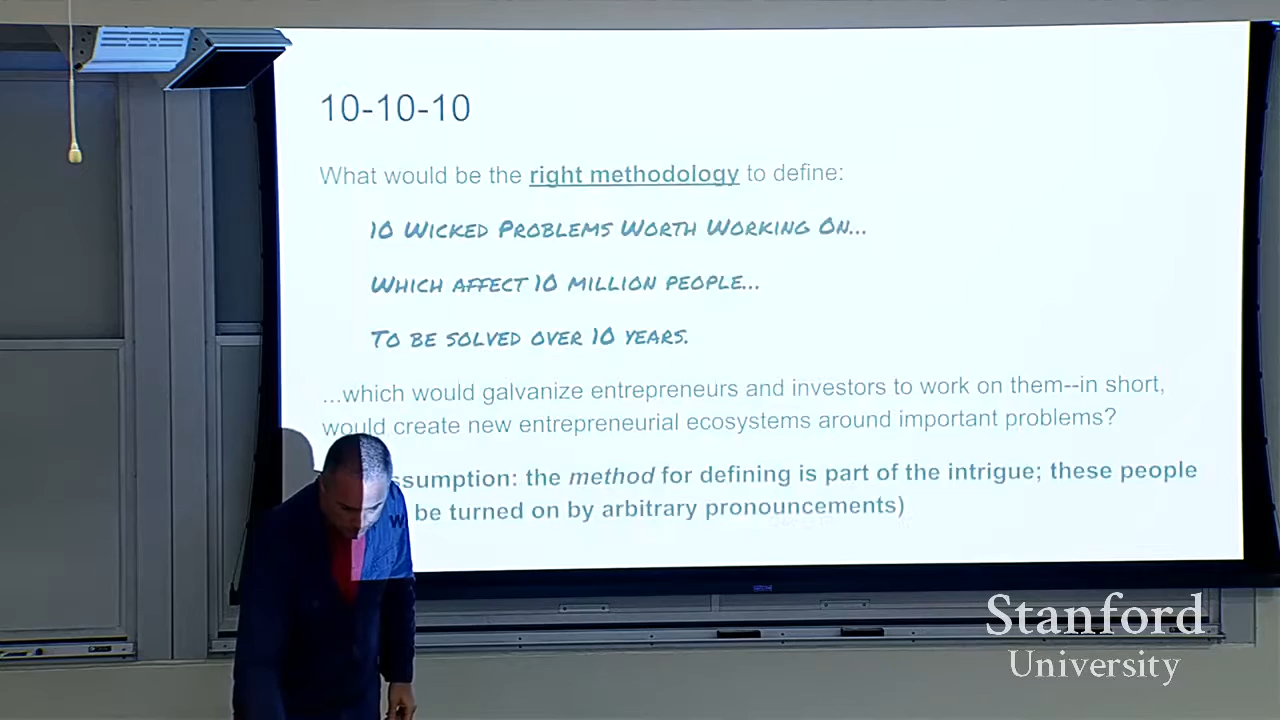 10-10-10
What would be the right methodology to define:
10 Wicked Problems Worth Working On...
Which affect 10 million people...
To be solved over 10 years.
...which would galvanize entrepreneurs and investors to work on them--in short,
would create new entrepreneurial ecosystems around important problems?
ssumption: the method for defining is part of the intrigue; these people
W be turned on by arbitrary pronouncements)
Stanford
University